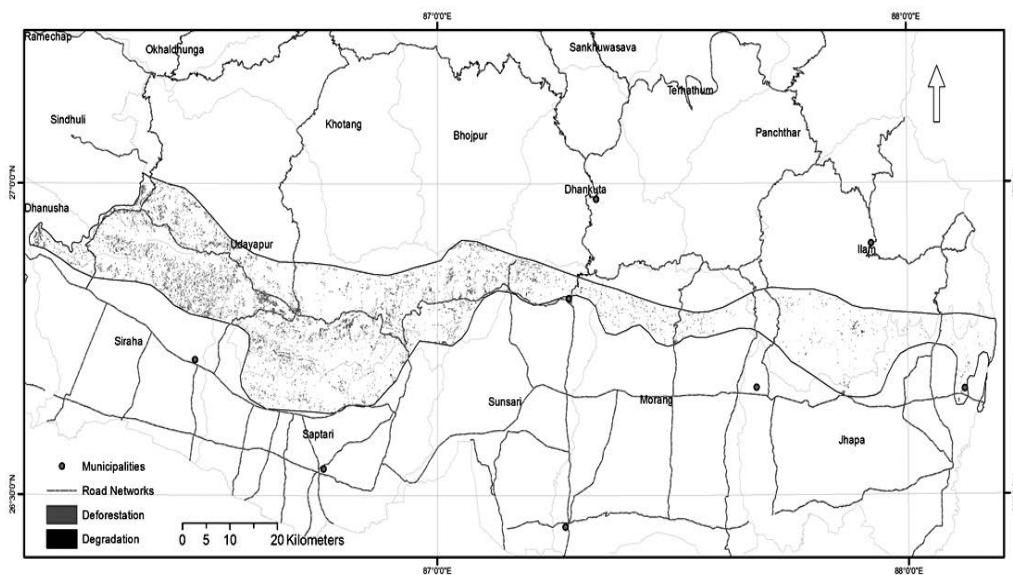 87°0'0"E
88°0'0"E
Ramechap
Okhaldhunga
Sankhuwasava
Terhathum
Sindhuli
Khotang
Bhojpur
Panchthar
27°0'0"N
Dhankuta
Dhanusha
Udayapur
Ilam
Siraha
Sunsari
Morang
Saptari
Jhapa
Municipalities
Road Networks
Deforestation
Degradation
0 5 10 20 Kilometers
26°30'0"N
87°0'0"E
88°0'0"E